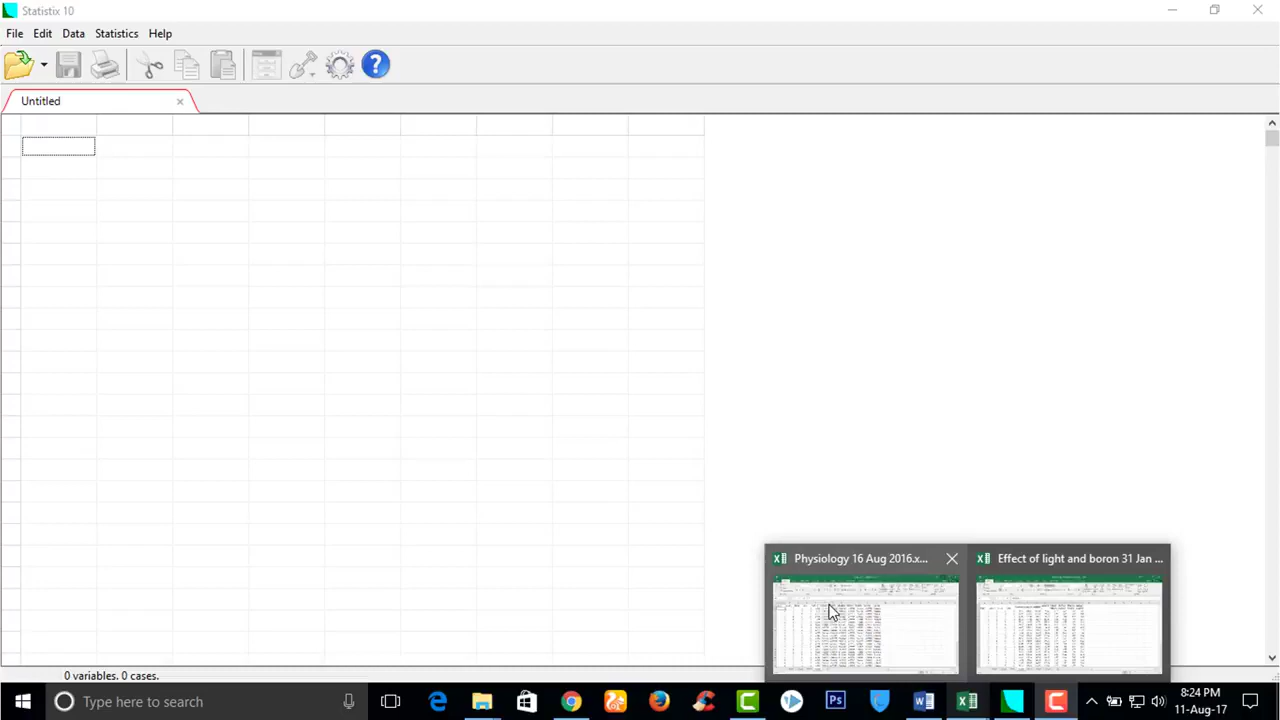 Statistix 10
File Edit Data Statistics Help
Untitled
Physiology 16 Aug 2016.x...
Effect of light and boron 31 Jan ...
0 variables. 0 cases.
Type here to search
8:24 PM
11-Aug-17